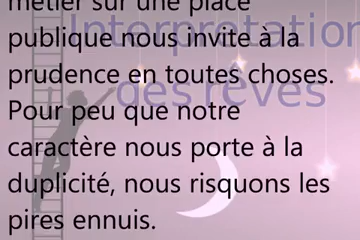 métier sur une place
Interprétation
publique nous invite à la
prudence en toutes choses.
des rêves
Pour peu que notre
caractère nous porte à la
duplicité, nous risquons les
pires ennuis.